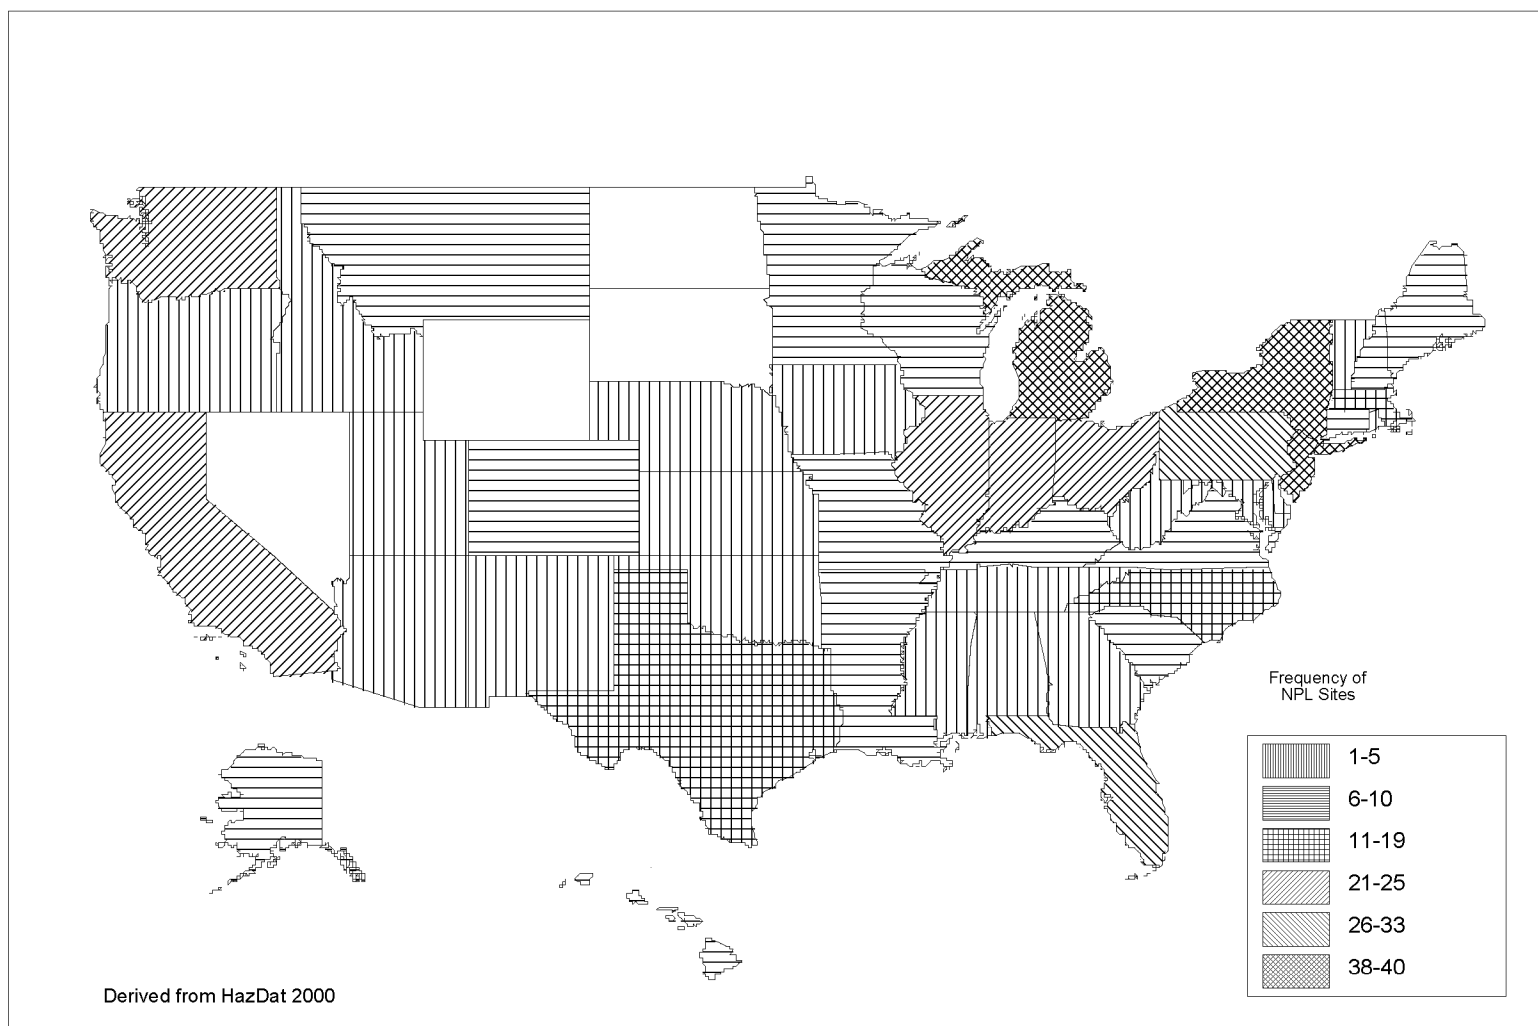 Frequency of
NPL Sites
1-5
6-10
11-19
21-25
26-33
38-40
Derived from HazDat 2000